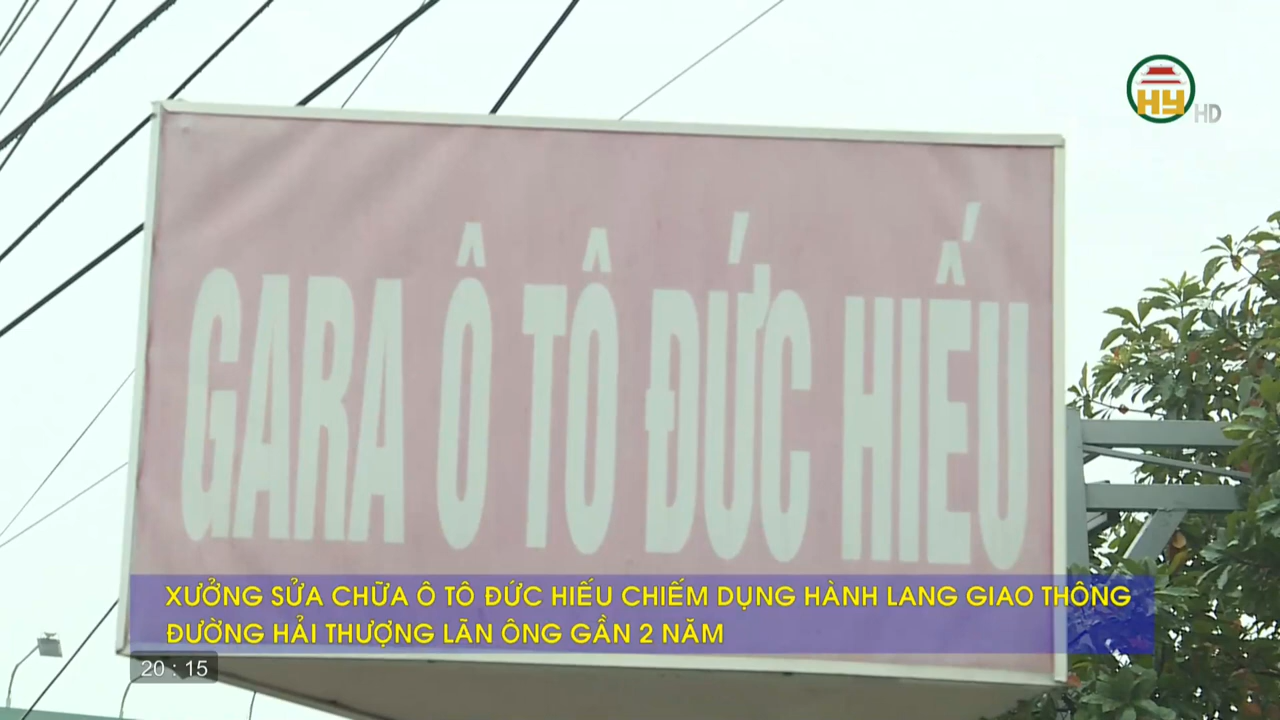 HY HD
GARA Ô TÔ ĐỨC HIẾU
XƯỞNG SỬA CHỮA Ô TÔ ĐỨC HIẾU CHIẾM DỤNG HÀNH LANG GIAO THÔNG
ĐƯỜNG HẢI THƯỢNG LÃN ÔNG GẦN 2 NĂM
20 : 15